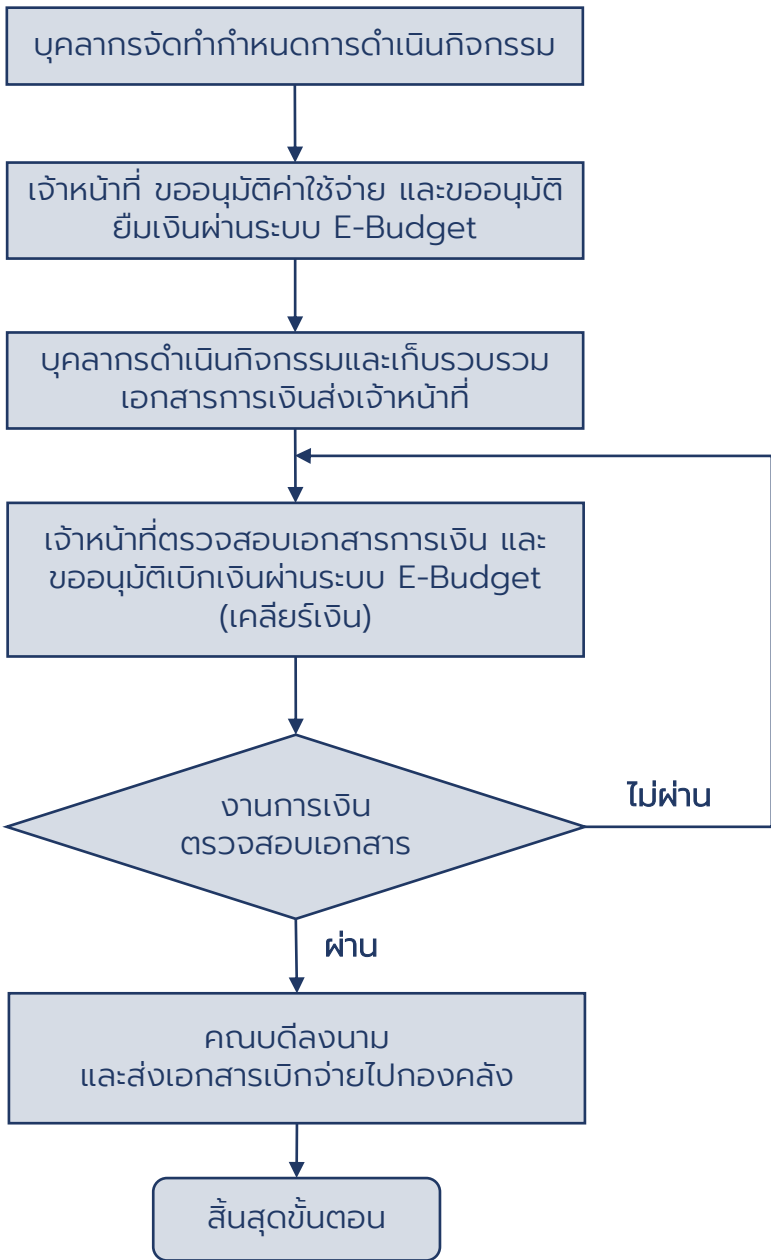 บุคลากรจัดทำกำหนดการดำเนินกิจกรรม
เจ้าหน้าที่ ขออนุมัติค่าใช้จ่าย และขออนุมัติ
ยืมเงินผ่านระบบ E-Budget
บุคลากรดำเนินกิจกรรมและเก็บรวบรวม
เอกสารการเงินส่งเจ้าหน้าที่
เจ้าหน้าที่ตรวจสอบเอกสารการเงิน และ
ขออนุมัติเบิกเงินผ่านระบบ E-Budget
(เคลียร์เงิน)
งานการเงิน
ตรวจสอบเอกสาร
ไม่ผ่าน
ผ่าน
คณบดีลงนาม
และส่งเอกสารเบิกจ่ายไปกองคลัง
สิ้นสุดขั้นตอน